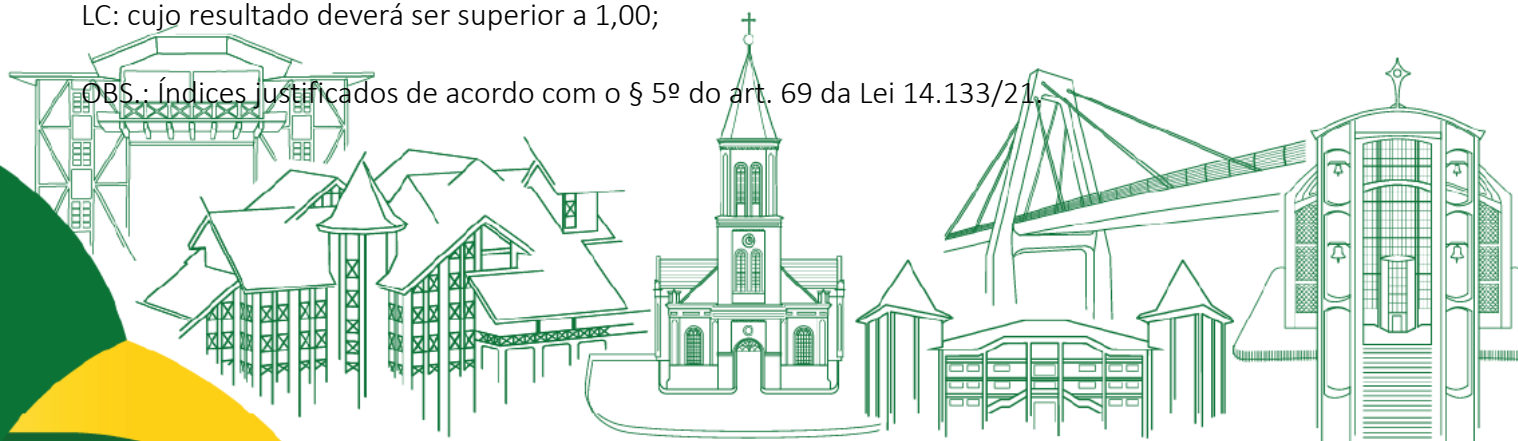 LC: cujo resultado deverá ser superior a 1,00;
OBS.: Índices justificados de acordo com o § 5º do art. 69 da Lei 14.133/21.